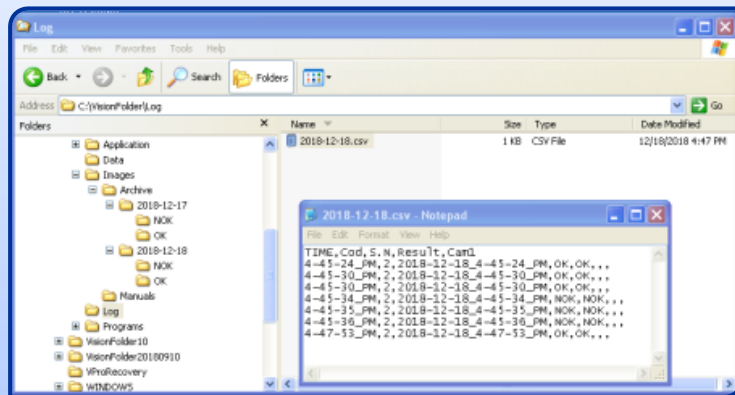 Log
File Edit View Favorites Tools Help
Back Search Folders
Address C:\VisionFolder\Log Go
Folders x Name Size Type Date Modified
Application
Data
Images
Archive
2018-12-17
NOK
OK
2018-12-18
NOK
OK
Manuals
Log
Programs
VisionFolder10
VisionFolder20180910
VProRecovery
WINDOWS
2018-12-18.csv 1 KB CSV File 12/18/2018 4:47 PM
2018-12-18.csv - Notepad
File Edit Format View Help
TIME,Cod,S.N,Result,Cam1
4-45-24_PM,2,2018-12-18_4-45-24_PM,OK,OK,,,
4-45-30_PM,2,2018-12-18_4-45-30_PM,OK,OK,,,
4-45-30_PM,2,2018-12-18_4-45-30_PM,OK,OK,,,
4-45-34_PM,2,2018-12-18_4-45-34_PM,NOK,NOK,,,
4-45-35_PM,2,2018-12-18_4-45-35_PM,NOK,NOK,,,
4-45-36_PM,2,2018-12-18_4-45-36_PM,NOK,NOK,,,
4-47-53_PM,2,2018-12-18_4-47-53_PM,OK,OK,,,